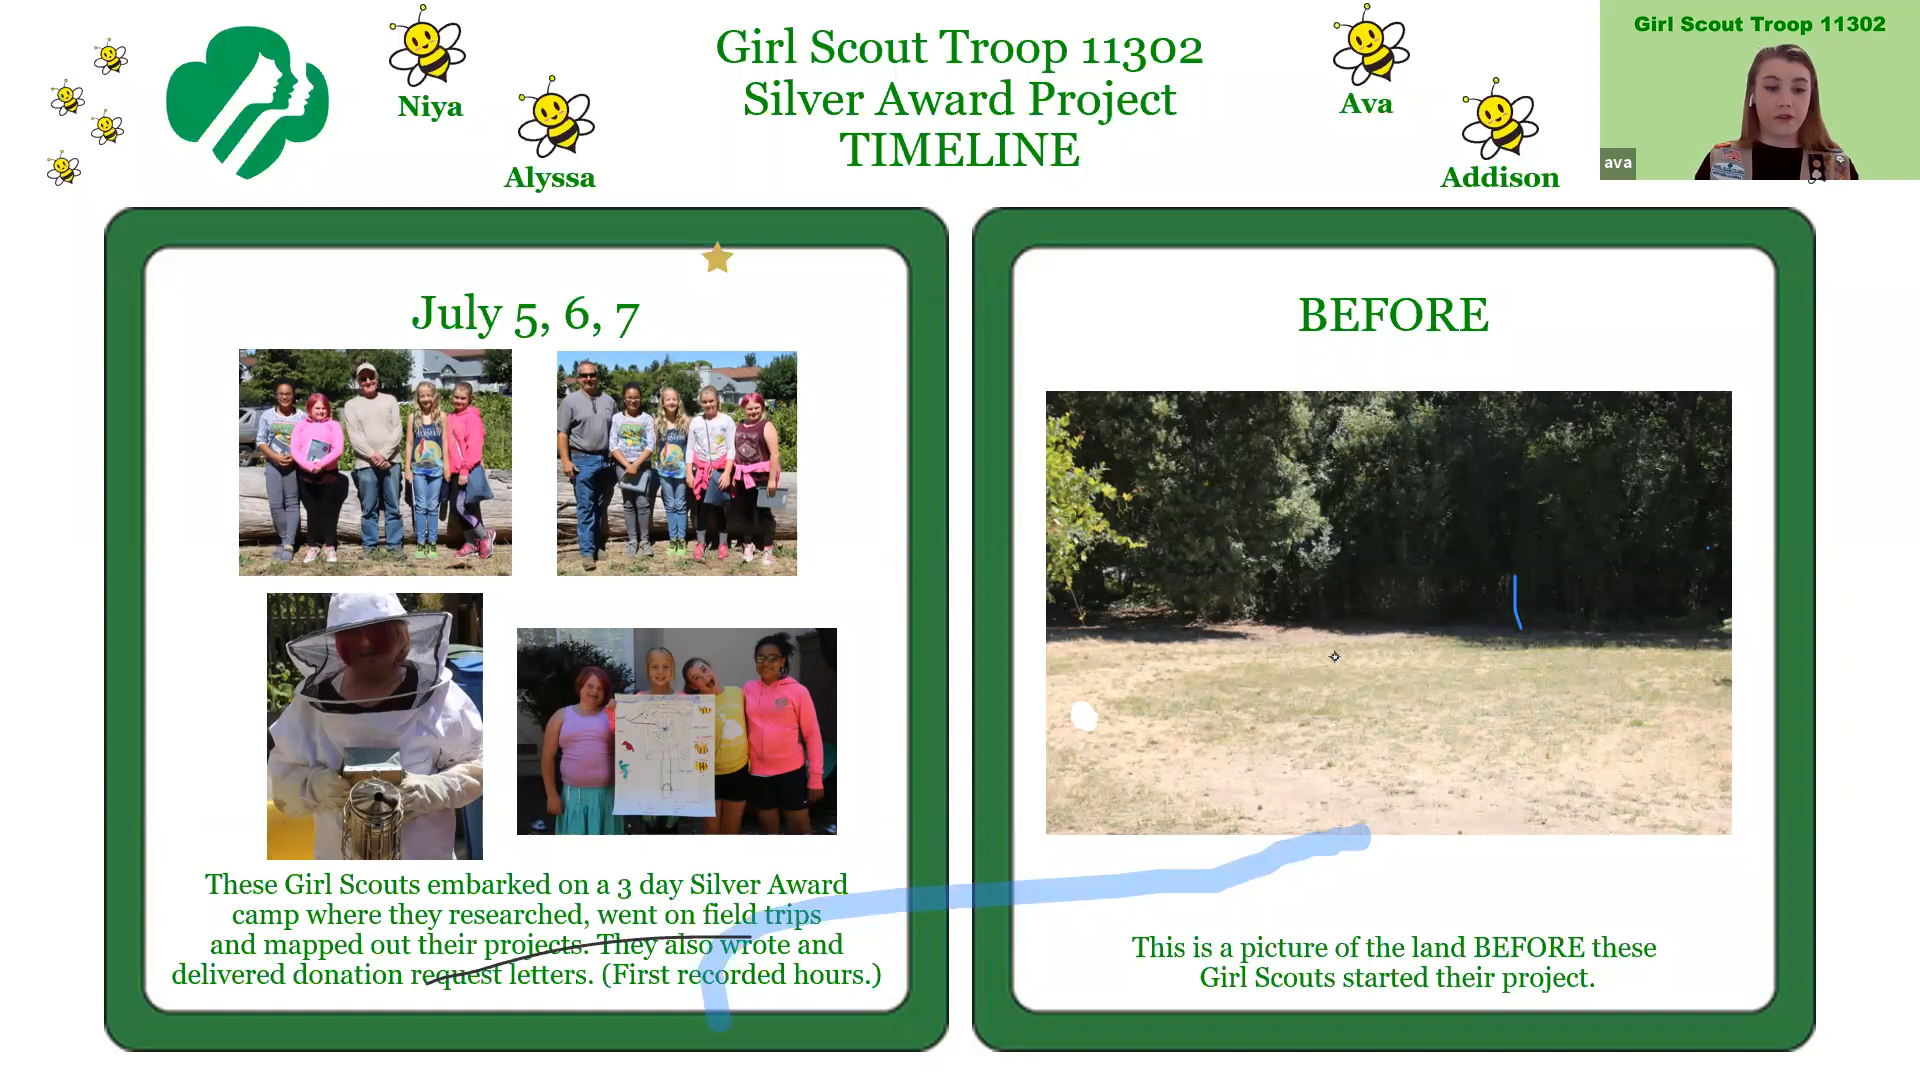 Girl Scout Troop 11302
Silver Award Project
TIMELINE
Niya
Alyssa
Ava
Addison
Girl Scout Troop 11302
ava
July 5, 6, 7
These Girl Scouts embarked on a 3 day Silver Award
camp where they researched, went on field trips
and mapped out their projects. They also wrote and
delivered donation request letters. (First recorded hours.)
BEFORE
This is a picture of the land BEFORE these
Girl Scouts started their project.